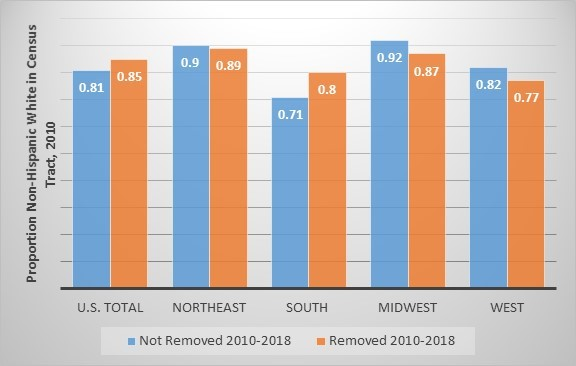 Proportion Non-Hispanic White in Census
Tract, 2010
0.81
0.85
0.9
0.89
0.71
0.8
0.92
0.87
0.82
0.77
U.S. TOTAL
NORTHEAST
SOUTH
MIDWEST
WEST
Not Removed 2010-2018
Removed 2010-2018